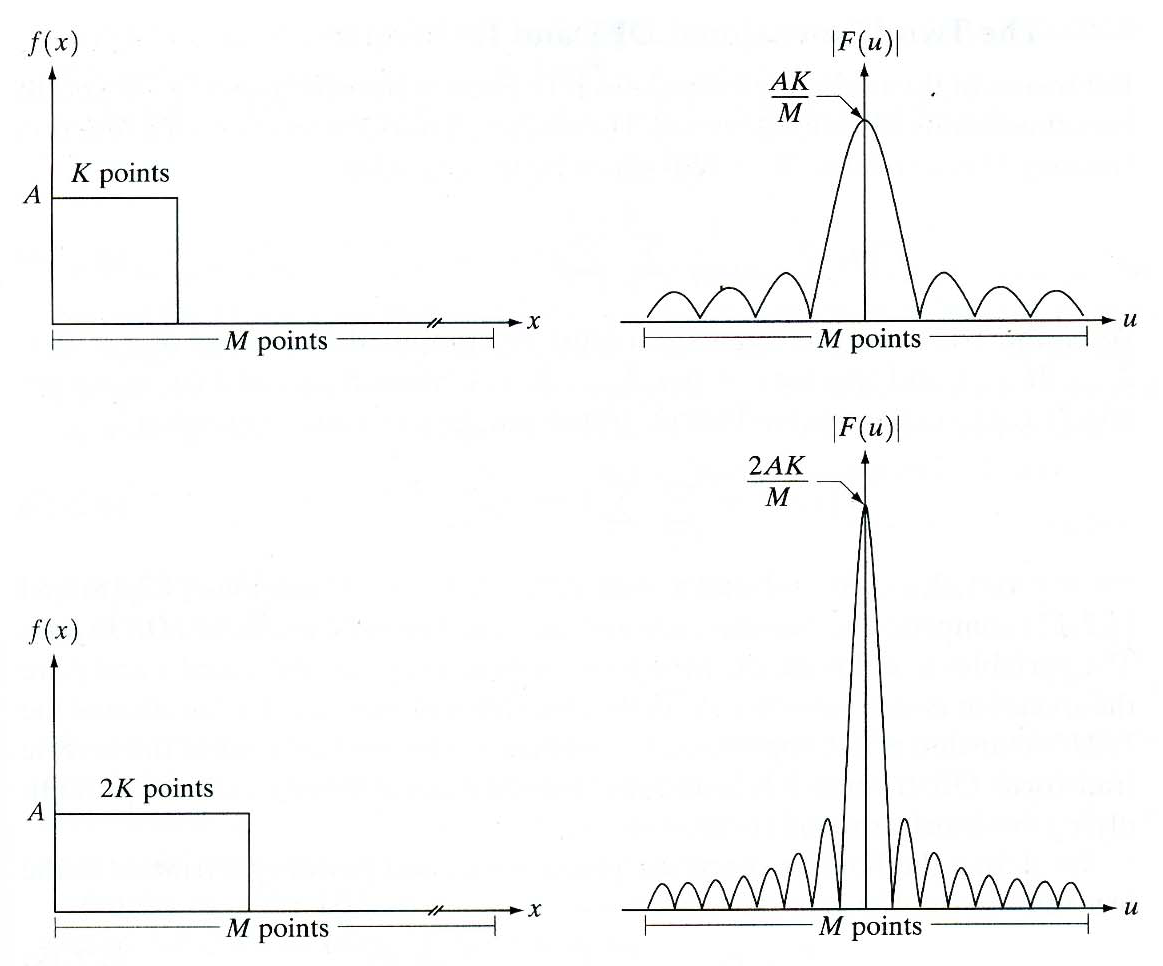 f(x)
A
K points
M points
x
|F(u)|
AK
M
M points
u
f(x)
A
2K points
M points
x
|F(u)|
2AK
M
M points
u